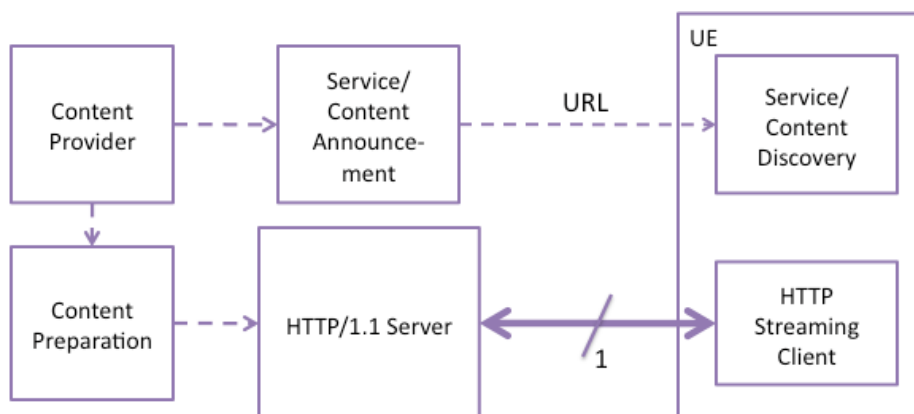 UE
Content
Provider
Service/
Content
Announce-
ment
URL
Service/
Content
Discovery
Content
Preparation
HTTP/1.1 Server
1
HTTP
Streaming
Client